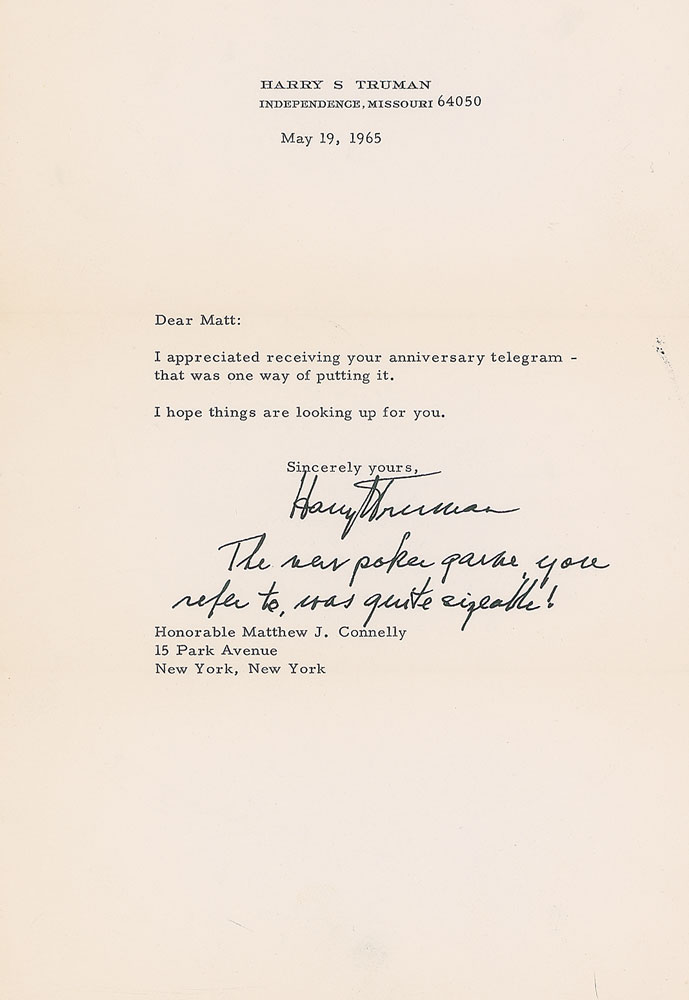 HARRY S TRUMAN
INDEPENDENCE, MISSOURI 64050
May 19, 1965
Dear Matt:
I appreciated receiving your anniversary telegram -
that was one way of putting it.
I hope things are looking up for you.
Sincerely yours,
Harry S Truman
The new poker game, you
refer to, was quite sizeable!
Honorable Matthew J. Connelly
15 Park Avenue
New York, New York